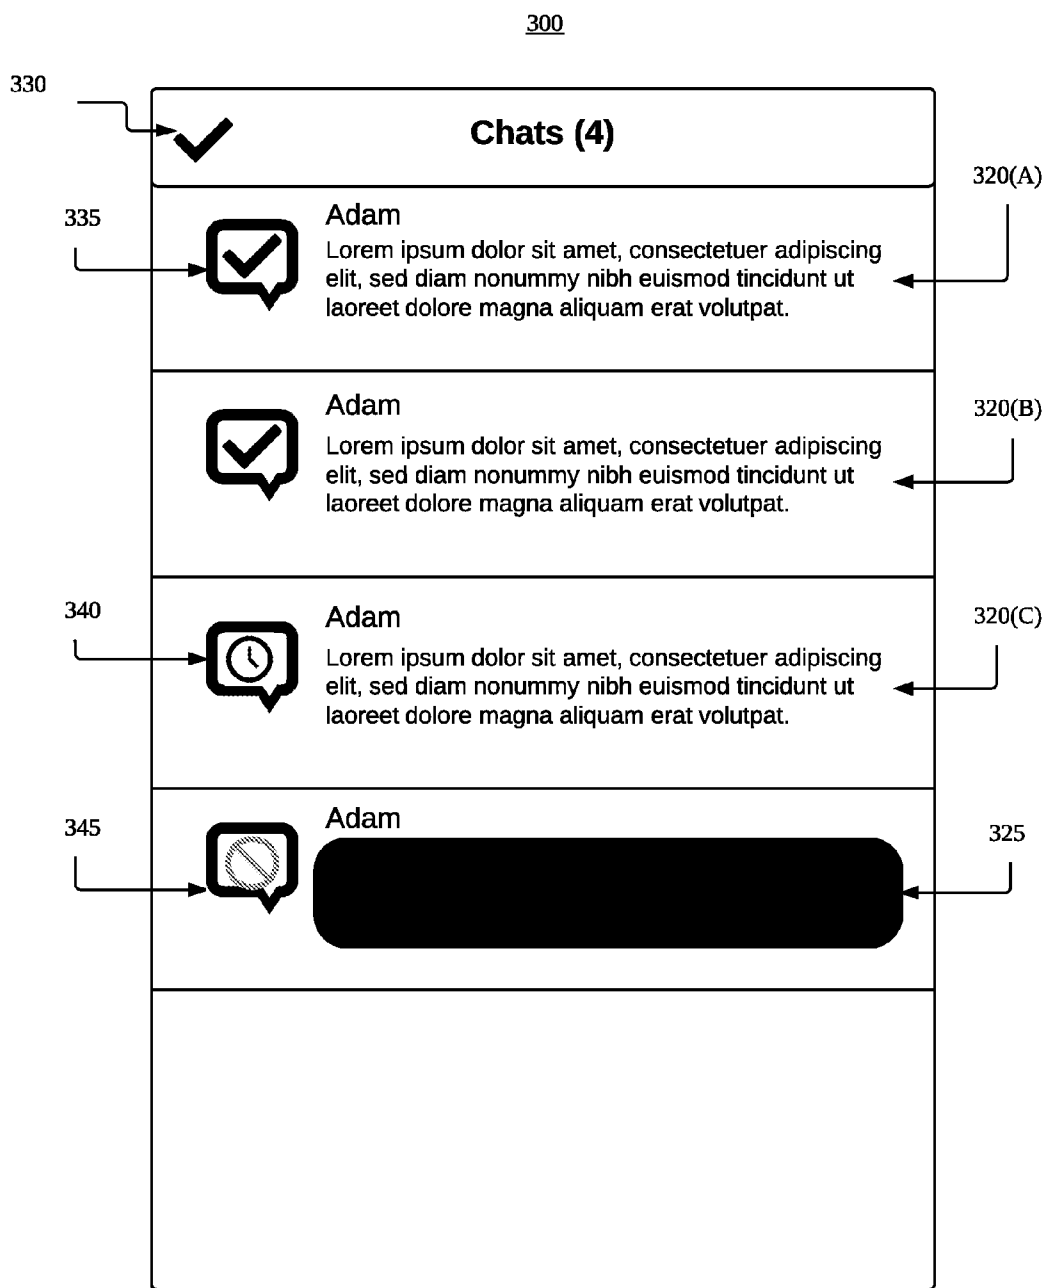 300
330
Chats (4)
320(A)
335
Adam
Lorem ipsum dolor sit amet, consectetuer adipiscing
elit, sed diam nonummy nibh euismod tincidunt ut
laoreet dolore magna aliquam erat volutpat.
Adam
320(B)
Lorem ipsum dolor sit amet, consectetuer adipiscing
elit, sed diam nonummy nibh euismod tincidunt ut
laoreet dolore magna aliquam erat volutpat.
340
Adam
320(C)
Lorem ipsum dolor sit amet, consectetuer adipiscing
elit, sed diam nonummy nibh euismod tincidunt ut
laoreet dolore magna aliquam erat volutpat.
345
Adam
325